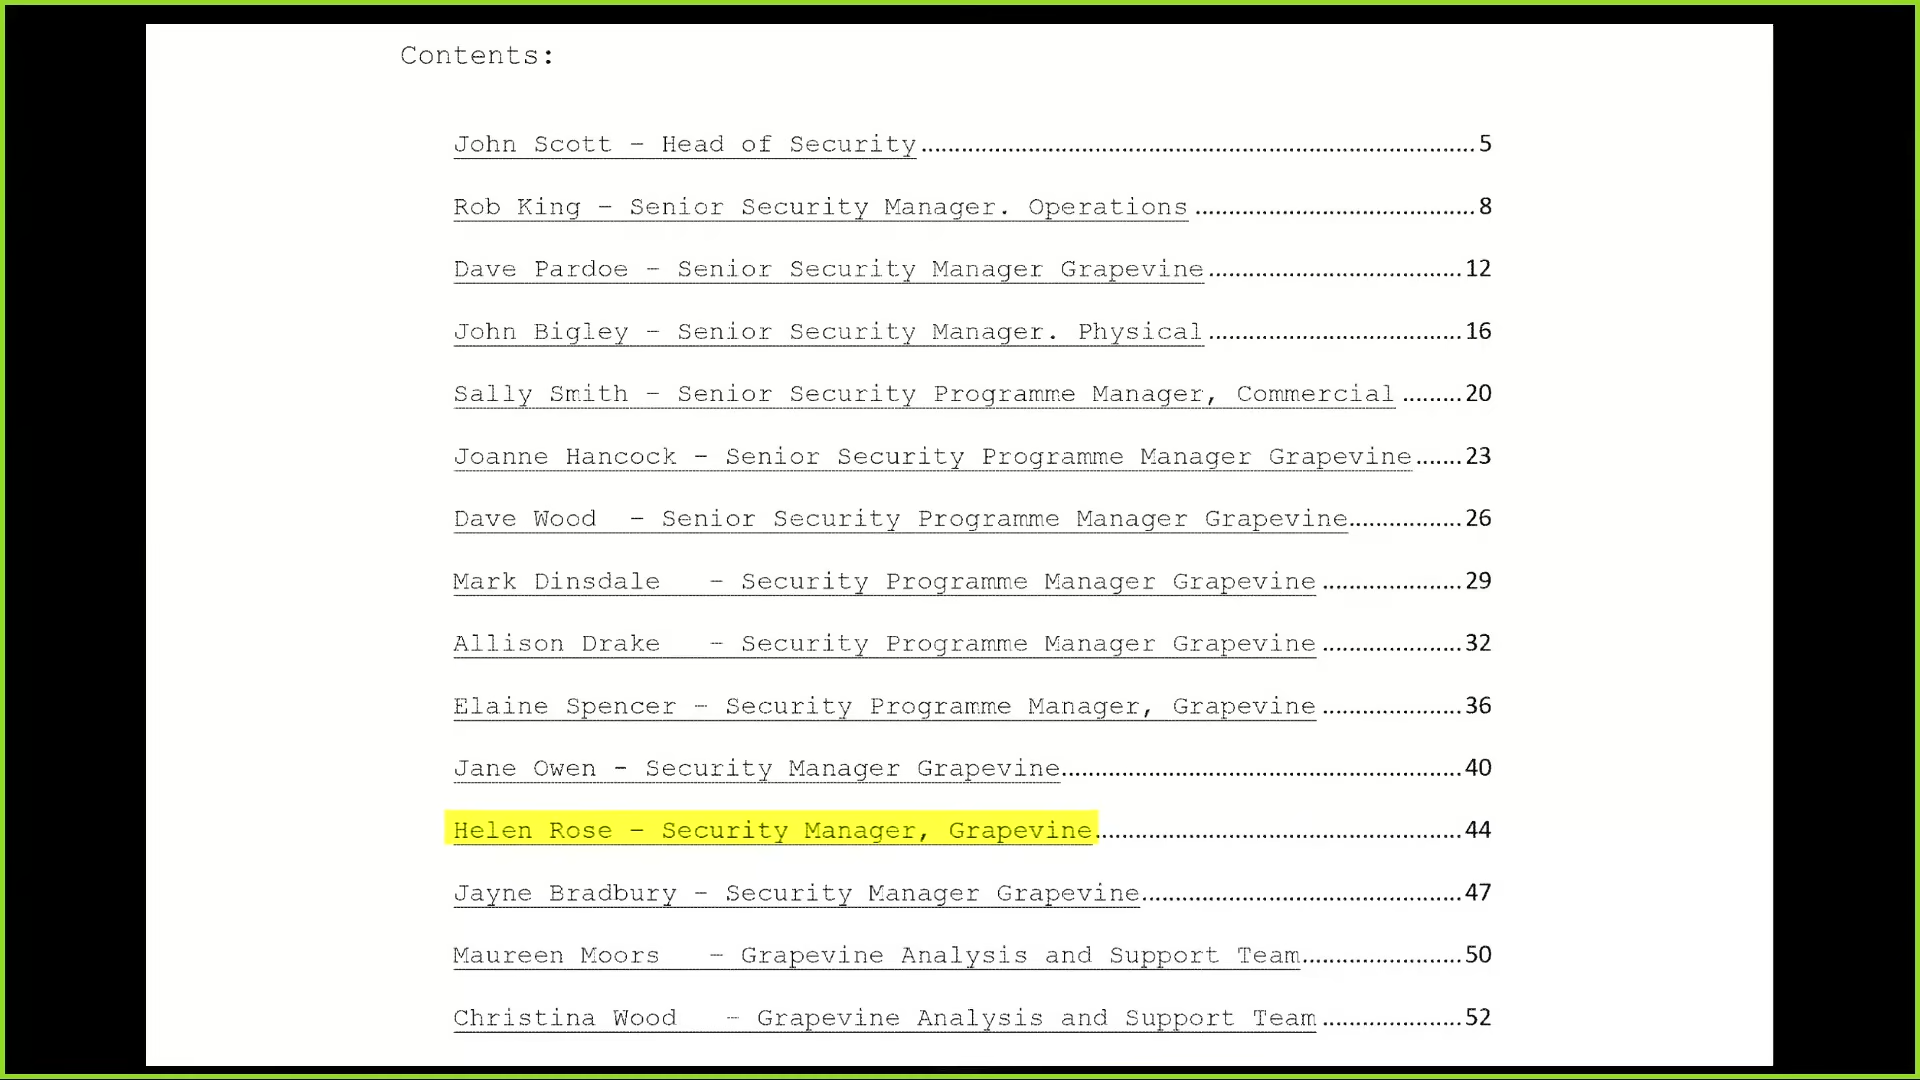 Contents:
John Scott – Head of Security 5
Rob King – Senior Security Manager. Operations 8
Dave Pardoe – Senior Security Manager Grapevine 12
John Bigley – Senior Security Manager. Physical 16
Sally Smith – Senior Security Programme Manager, Commercial 20
Joanne Hancock – Senior Security Programme Manager Grapevine 23
Dave Wood – Senior Security Programme Manager Grapevine 26
Mark Dinsdale – Security Programme Manager Grapevine 29
Allison Drake – Security Programme Manager Grapevine 32
Elaine Spencer – Security Programme Manager, Grapevine 36
Jane Owen - Security Manager Grapevine 40
Helen Rose – Security Manager, Grapevine 44
Jayne Bradbury – Security Manager Grapevine 47
Maureen Moors – Grapevine Analysis and Support Team 50
Christina Wood – Grapevine Analysis and Support Team 52